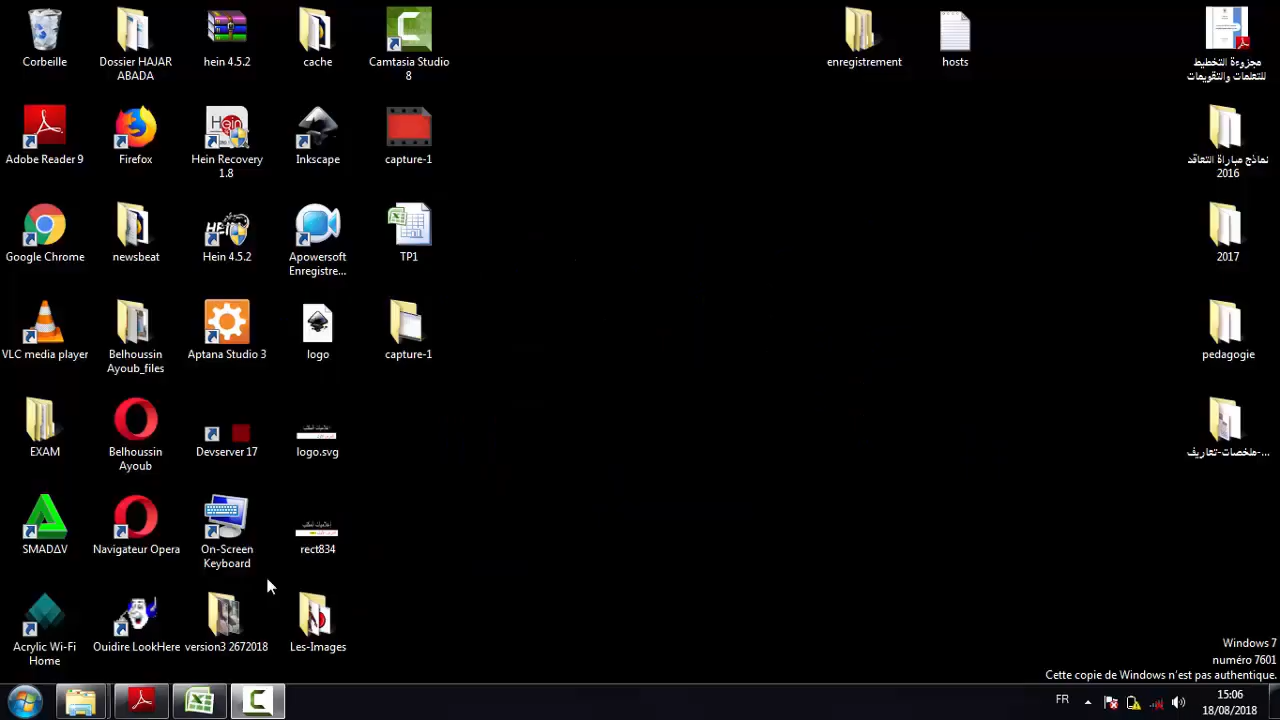 Corbeille
Dossier HAJAR
ABADA
hein 4.5.2
cache
Camtasia Studio
8
enregistrement
hosts
مجزوءة التخطيط
للتعلمات والتقويمات
Adobe Reader 9
Firefox
Hein Recovery
1.8
Inkscape
capture-1
نماذج مباراة التعاقد
2016
Google Chrome
newsbeat
Hein 4.5.2
Apowersoft
Enregistre...
TP1
2017
VLC media player
Belhoussin
Ayoub_files
Aptana Studio 3
logo
capture-1
pedagogie
EXAM
Belhoussin
Ayoub
Devserver 17
logo.svg
ملخصات-تعاريف-...
SMADΔV
Navigateur Opera
On-Screen
Keyboard
rect834
Acrylic Wi-Fi
Home
Ouidire LookHere
version3 2672018
Les-Images
Windows 7
numéro 7601
Cette copie de Windows n'est pas authentique.
FR
15:06
18/08/2018